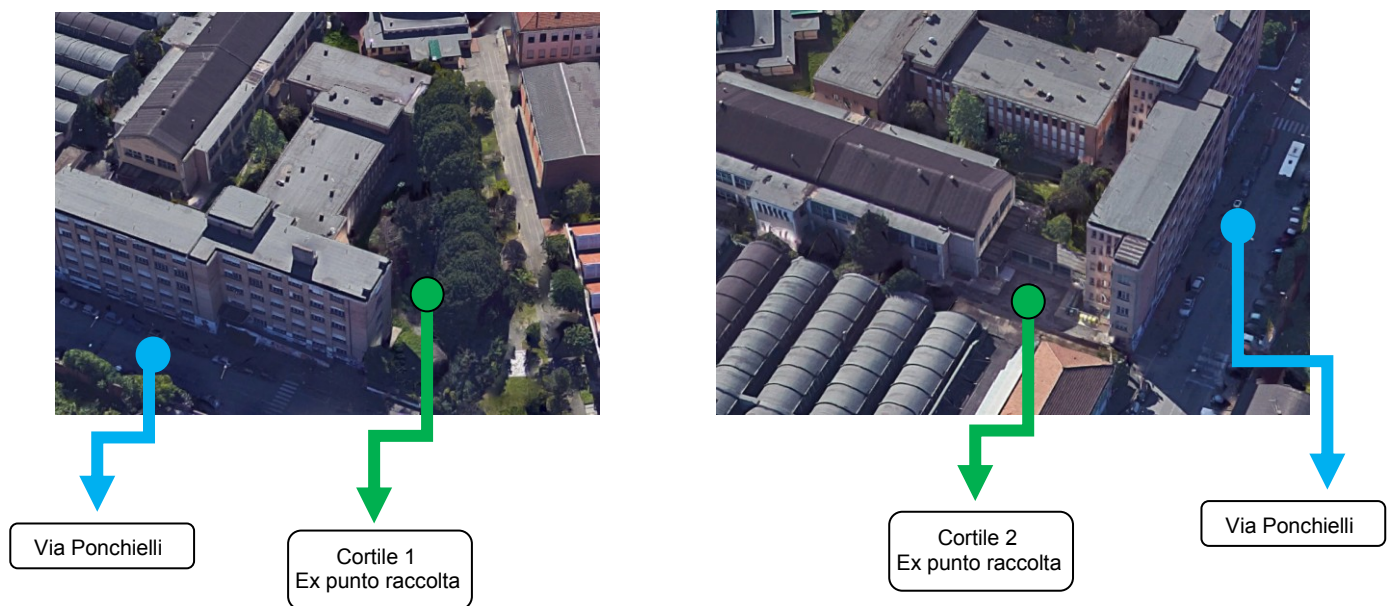 Via Ponchielli
Cortile 1
Ex punto raccolta
Cortile 2
Ex punto raccolta
Via Ponchielli